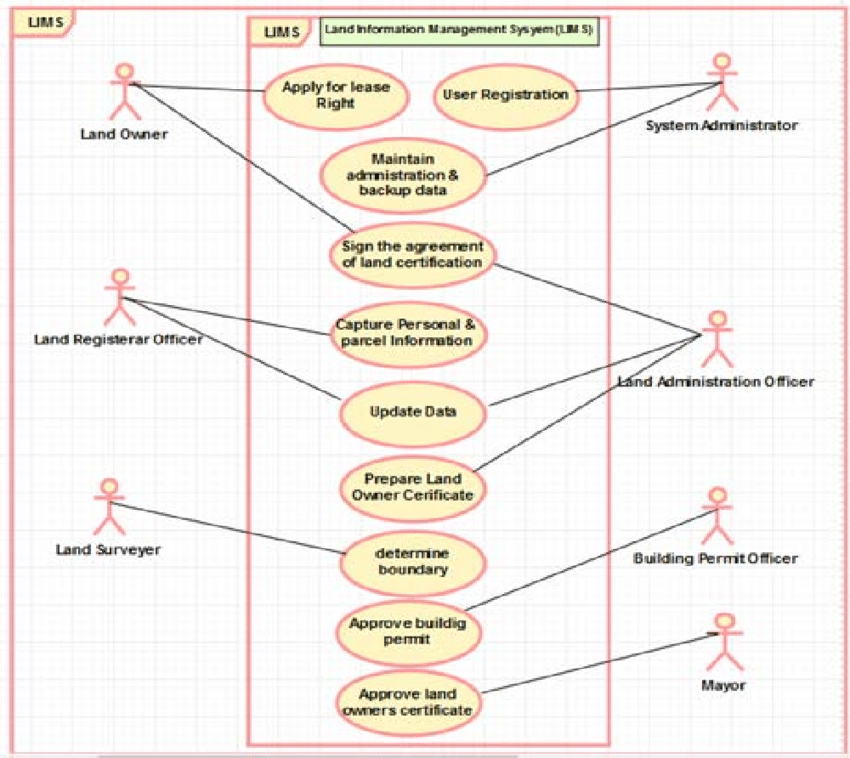 LIMS
LIMS
Land Information Management Sysyem(LIMS)
Apply for lease
Right
User Registration
Land Owner
System Administrator
Maintain
admnistration &
backup data
Sign the agreement
of land certification
Capture Personal &
parcel Information
Land Registerar Officer
Land Administration Officer
Update Data
Prepare Land
Owner Cerificate
Land Surveyer
determine
boundary
Building Permit Officer
Approve buildig
permit
Mayor
Approve land
owners certificate